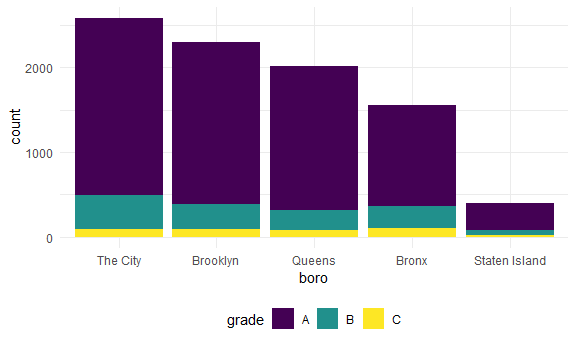 2000
1000
0
count
The City Brooklyn Queens Bronx Staten Island
boro
grade A B C